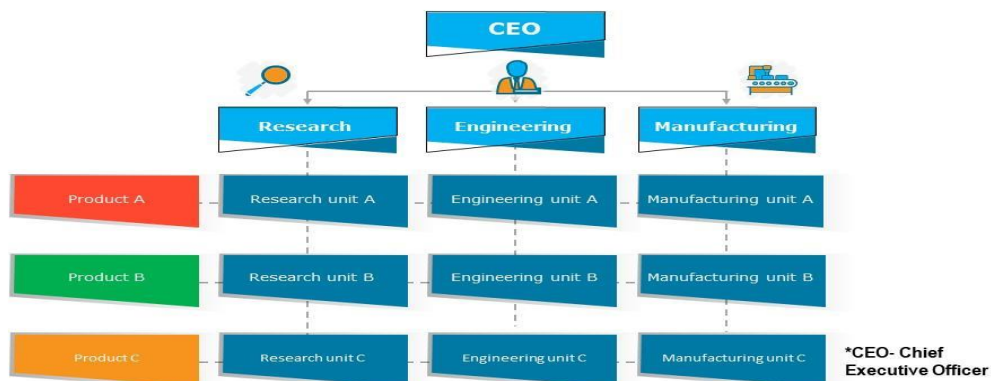 CEO
Research
Engineering
Manufacturing
Product A
Research unit A
Engineering unit A
Manufacturing unit A
Product B
Research unit B
Engineering unit B
Manufacturing unit B
Product C
Research unit C
Engineering unit C
Manufacturing unit C
*CEO- Chief
Executive Officer